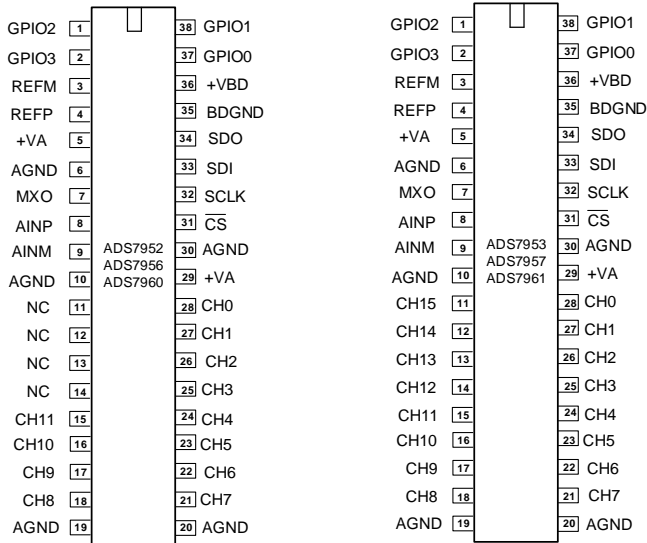 GPIO2 1 38 GPIO1
GPIO3 2 37 GPIO0
REFM 3 36 +VBD
REFP 4 35 BDGND
+VA 5 34 SDO
AGND 6 33 SDI
MXO 7 32 SCLK
AINP 8 31 CS
AINM 9 ADS7952 30 AGND
ADS7956
AGND 10 ADS7960 29 +VA
NC 11 28 CH0
NC 12 27 CH1
NC 13 26 CH2
NC 14 25 CH3
CH11 15 24 CH4
CH10 16 23 CH5
CH9 17 22 CH6
CH8 18 21 CH7
AGND 19 20 AGND
GPIO2 1 38 GPIO1
GPIO3 2 37 GPIO0
REFM 3 36 +VBD
REFP 4 35 BDGND
+VA 5 34 SDO
AGND 6 33 SDI
MXO 7 32 SCLK
AINP 8 31 CS
AINM 9 ADS7953 30 AGND
ADS7957
AGND 10 ADS7961 29 +VA
CH15 11 28 CH0
CH14 12 27 CH1
CH13 13 26 CH2
CH12 14 25 CH3
CH11 15 24 CH4
CH10 16 23 CH5
CH9 17 22 CH6
CH8 18 21 CH7
AGND 19 20 AGND